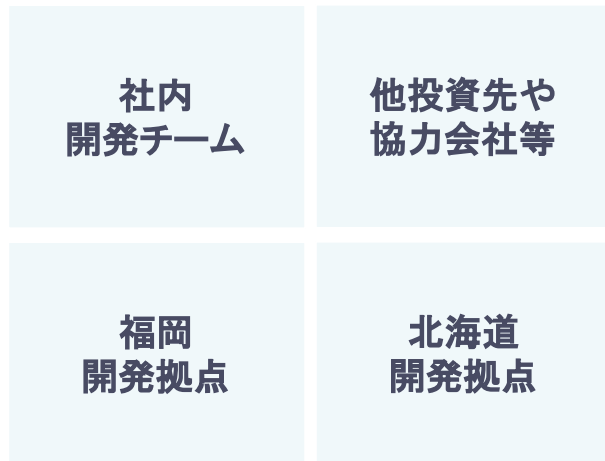 社内
開発チーム
他投資先や
協力会社等
福岡
開発拠点
北海道
開発拠点